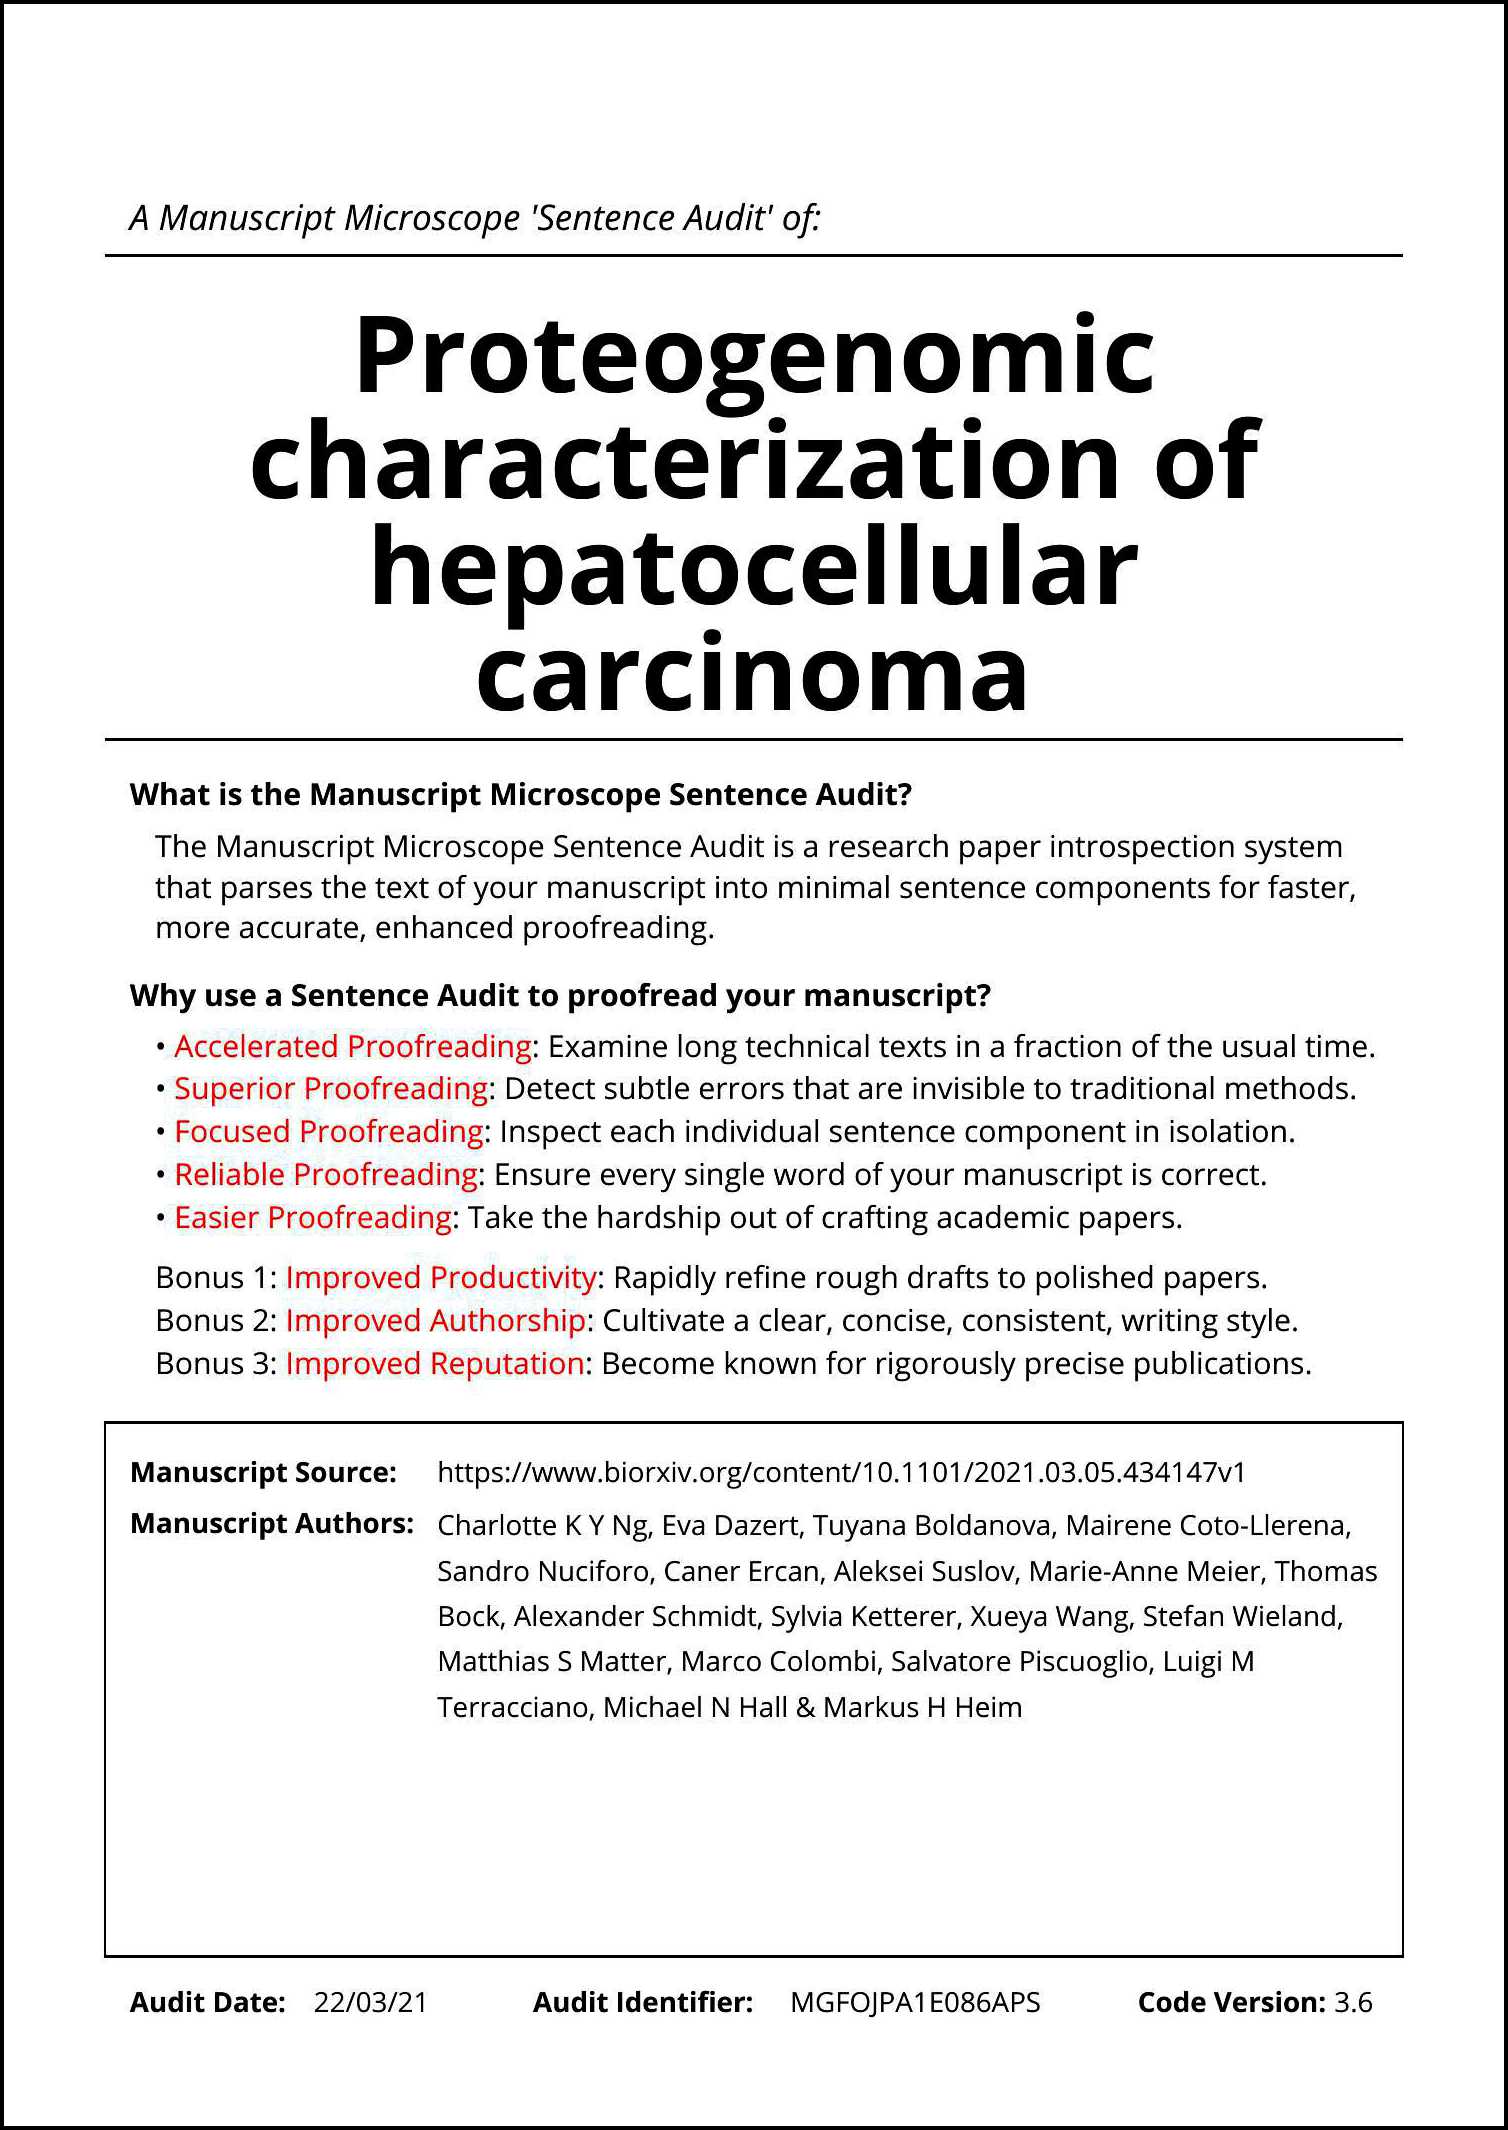 A Manuscript Microscope 'Sentence Audit' of:
Proteogenomic
characterization of
hepatocellular
carcinoma
What is the Manuscript Microscope Sentence Audit?
The Manuscript Microscope Sentence Audit is a research paper introspection system
that parses the text of your manuscript into minimal sentence components for faster,
more accurate, enhanced proofreading.
Why use a Sentence Audit to proofread your manuscript?
• Accelerated Proofreading: Examine long technical texts in a fraction of the usual time.
• Superior Proofreading: Detect subtle errors that are invisible to traditional methods.
• Focused Proofreading: Inspect each individual sentence component in isolation.
• Reliable Proofreading: Ensure every single word of your manuscript is correct.
• Easier Proofreading: Take the hardship out of crafting academic papers.
Bonus 1: Improved Productivity: Rapidly refine rough drafts to polished papers.
Bonus 2: Improved Authorship: Cultivate a clear, concise, consistent, writing style.
Bonus 3: Improved Reputation: Become known for rigorously precise publications.
Manuscript Source: https://www.biorxiv.org/content/10.1101/2021.03.05.434147v1
Manuscript Authors: Charlotte K Y Ng, Eva Dazert, Tuyana Boldanova, Mairene Coto-Llerena,
Sandro Nuciforo, Caner Ercan, Aleksei Suslov, Marie-Anne Meier, Thomas
Bock, Alexander Schmidt, Sylvia Ketterer, Xueya Wang, Stefan Wieland,
Matthias S Matter, Marco Colombi, Salvatore Piscuoglio, Luigi M
Terracciano, Michael N Hall & Markus H Heim
Audit Date: 22/03/21 Audit Identifier: MGFOJPA1E086APS Code Version: 3.6